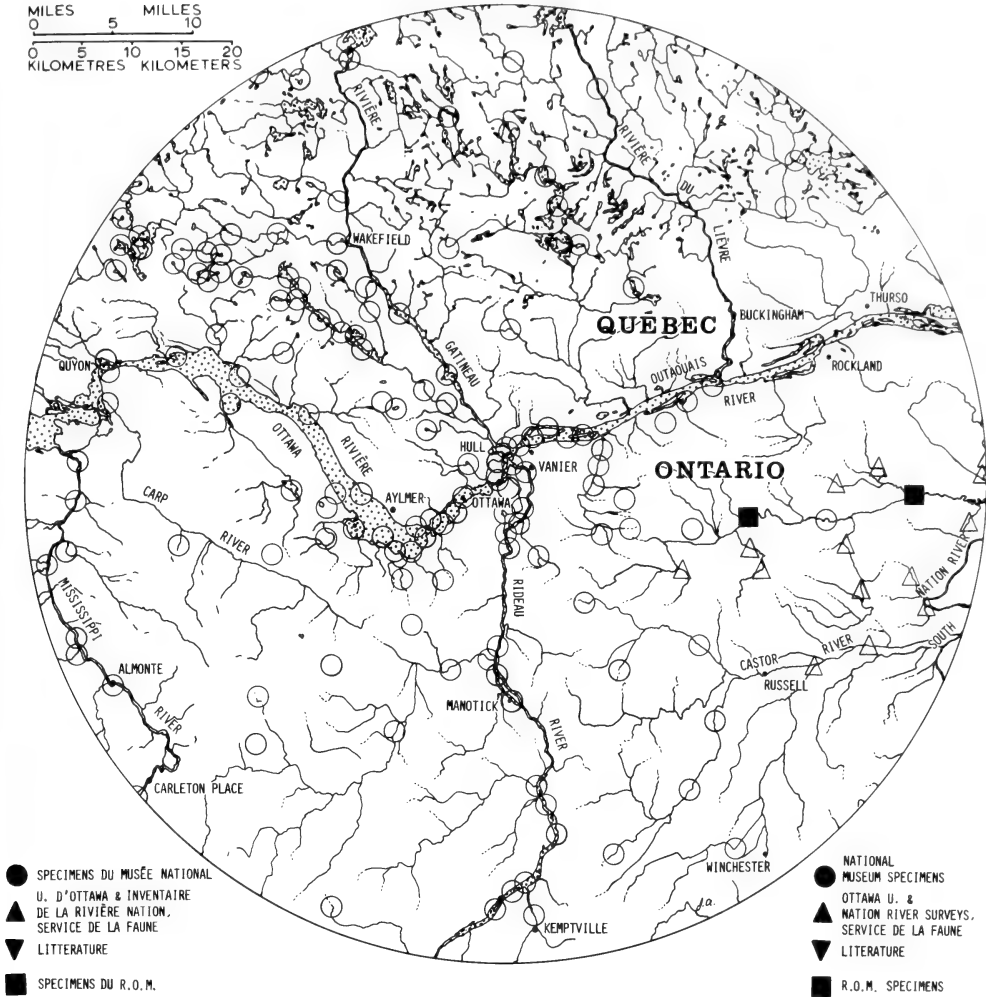 MILES MILLES
0 5 10
0 5 10 15 20
KILOMETRES KILOMETERS
RIVIÈRE
RIVIÈRE
DU
LIÈVRE
WAKEFIELD
THURSO
BUCKINGHAM
QUÉBEC
GATINEAU
QUYON
OUTAOUAIS
ROCKLAND
RIVER
OTTAWA
RIVIÈRE
HULL
VANIER
ONTARIO
AYLMER
OTTAWA
CARP
RIVER
NATION RIVER
MISSISSIPPI
RIDEAU
SOUTH
CASTOR
RIVER
RUSSELL
ALMONTE
MANOTICK
RIVER
RIVER
CARLETON PLACE
WINCHESTER
j.a.
KEMPTVILLE
SPECIMENS DU MUSÉE NATIONAL
U. D'OTTAWA & INVENTAIRE
DE LA RIVIÈRE NATION,
SERVICE DE LA FAUNE
LITTERATURE
SPECIMENS DU R.O.M.
NATIONAL
MUSEUM SPECIMENS
OTTAWA U. &
NATION RIVER SURVEYS,
SERVICE DE LA FAUNE
LITERATURE
R.O.M. SPECIMENS